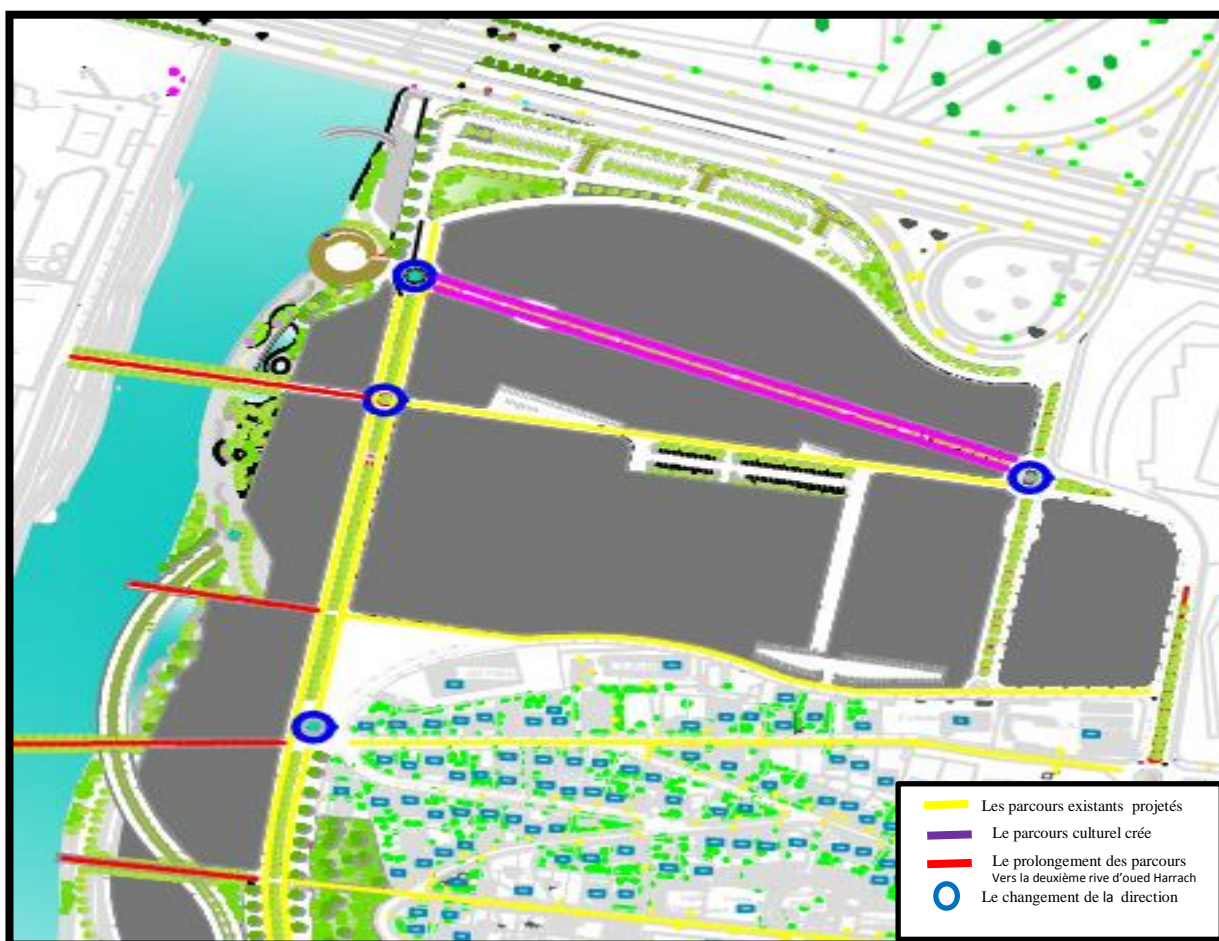 Les parcours existants projetés
Le parcours culturel crée
Le prolongement des parcours
Vers la deuxième rive d'oued Harrach
Le changement de la direction